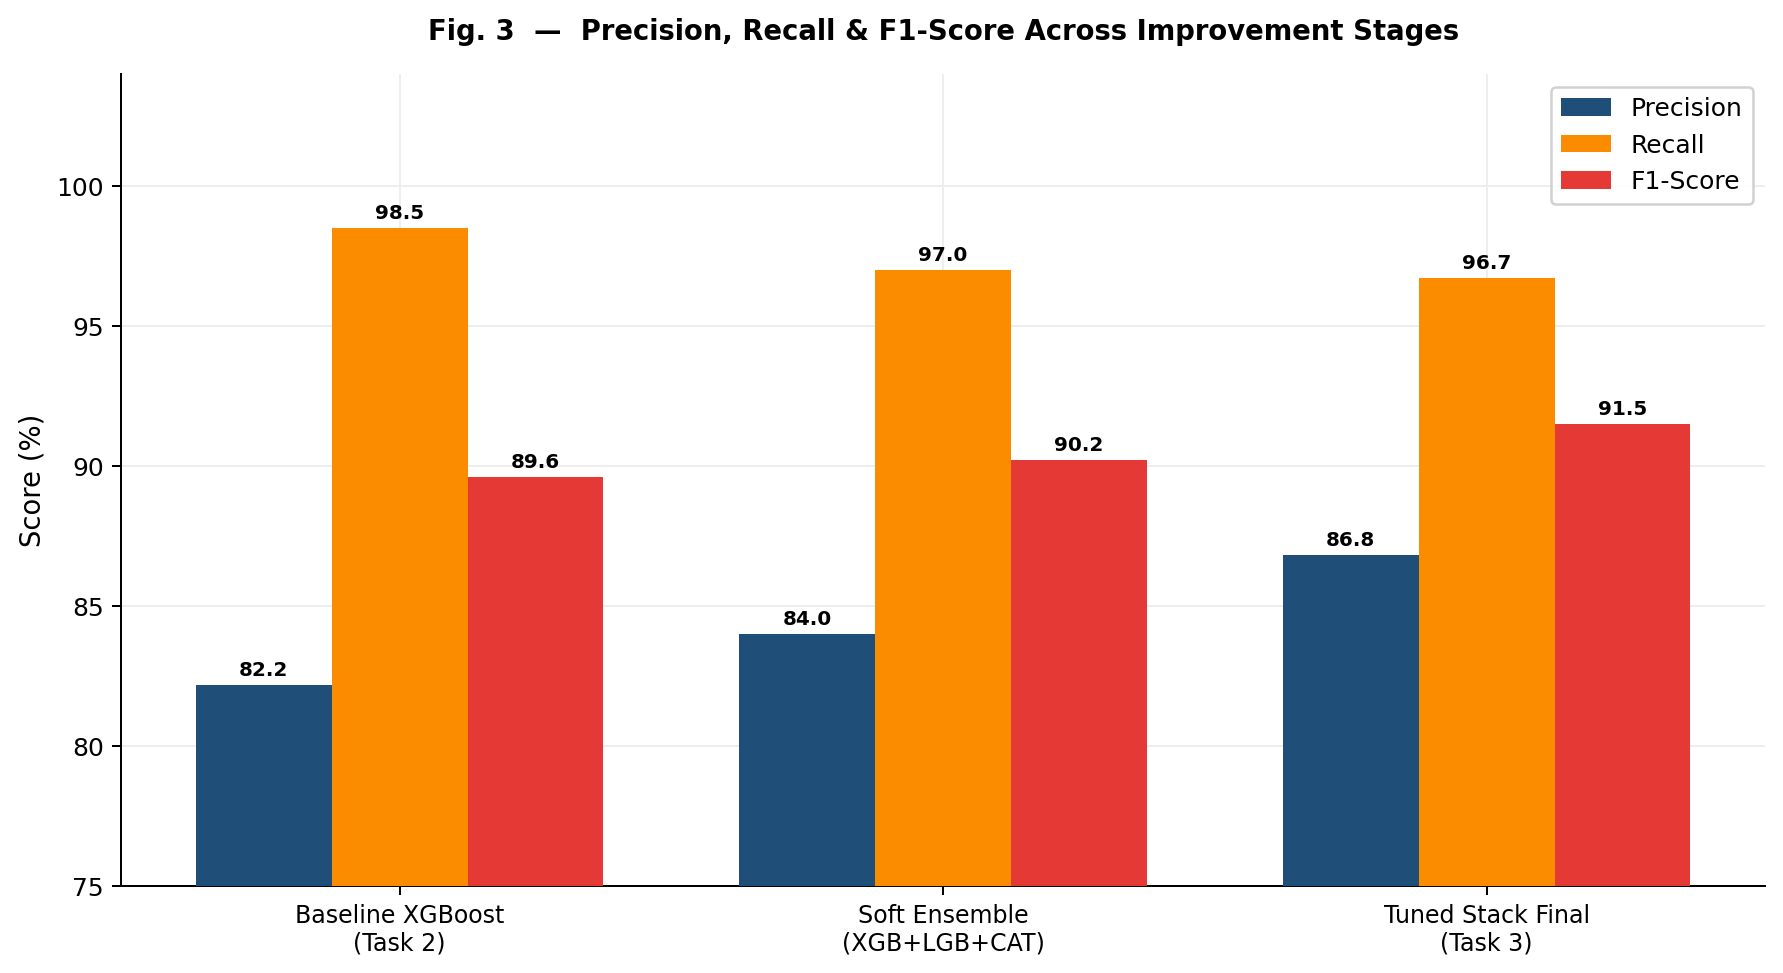 Fig. 3 — Precision, Recall & F1-Score Across Improvement Stages
Precision
Recall
F1-Score
Score (%)
100
95
90
85
80
75
98.5
97.0
96.7
91.5
90.2
89.6
86.8
84.0
82.2
Baseline XGBoost
(Task 2)
Soft Ensemble
(XGB+LGB+CAT)
Tuned Stack Final
(Task 3)